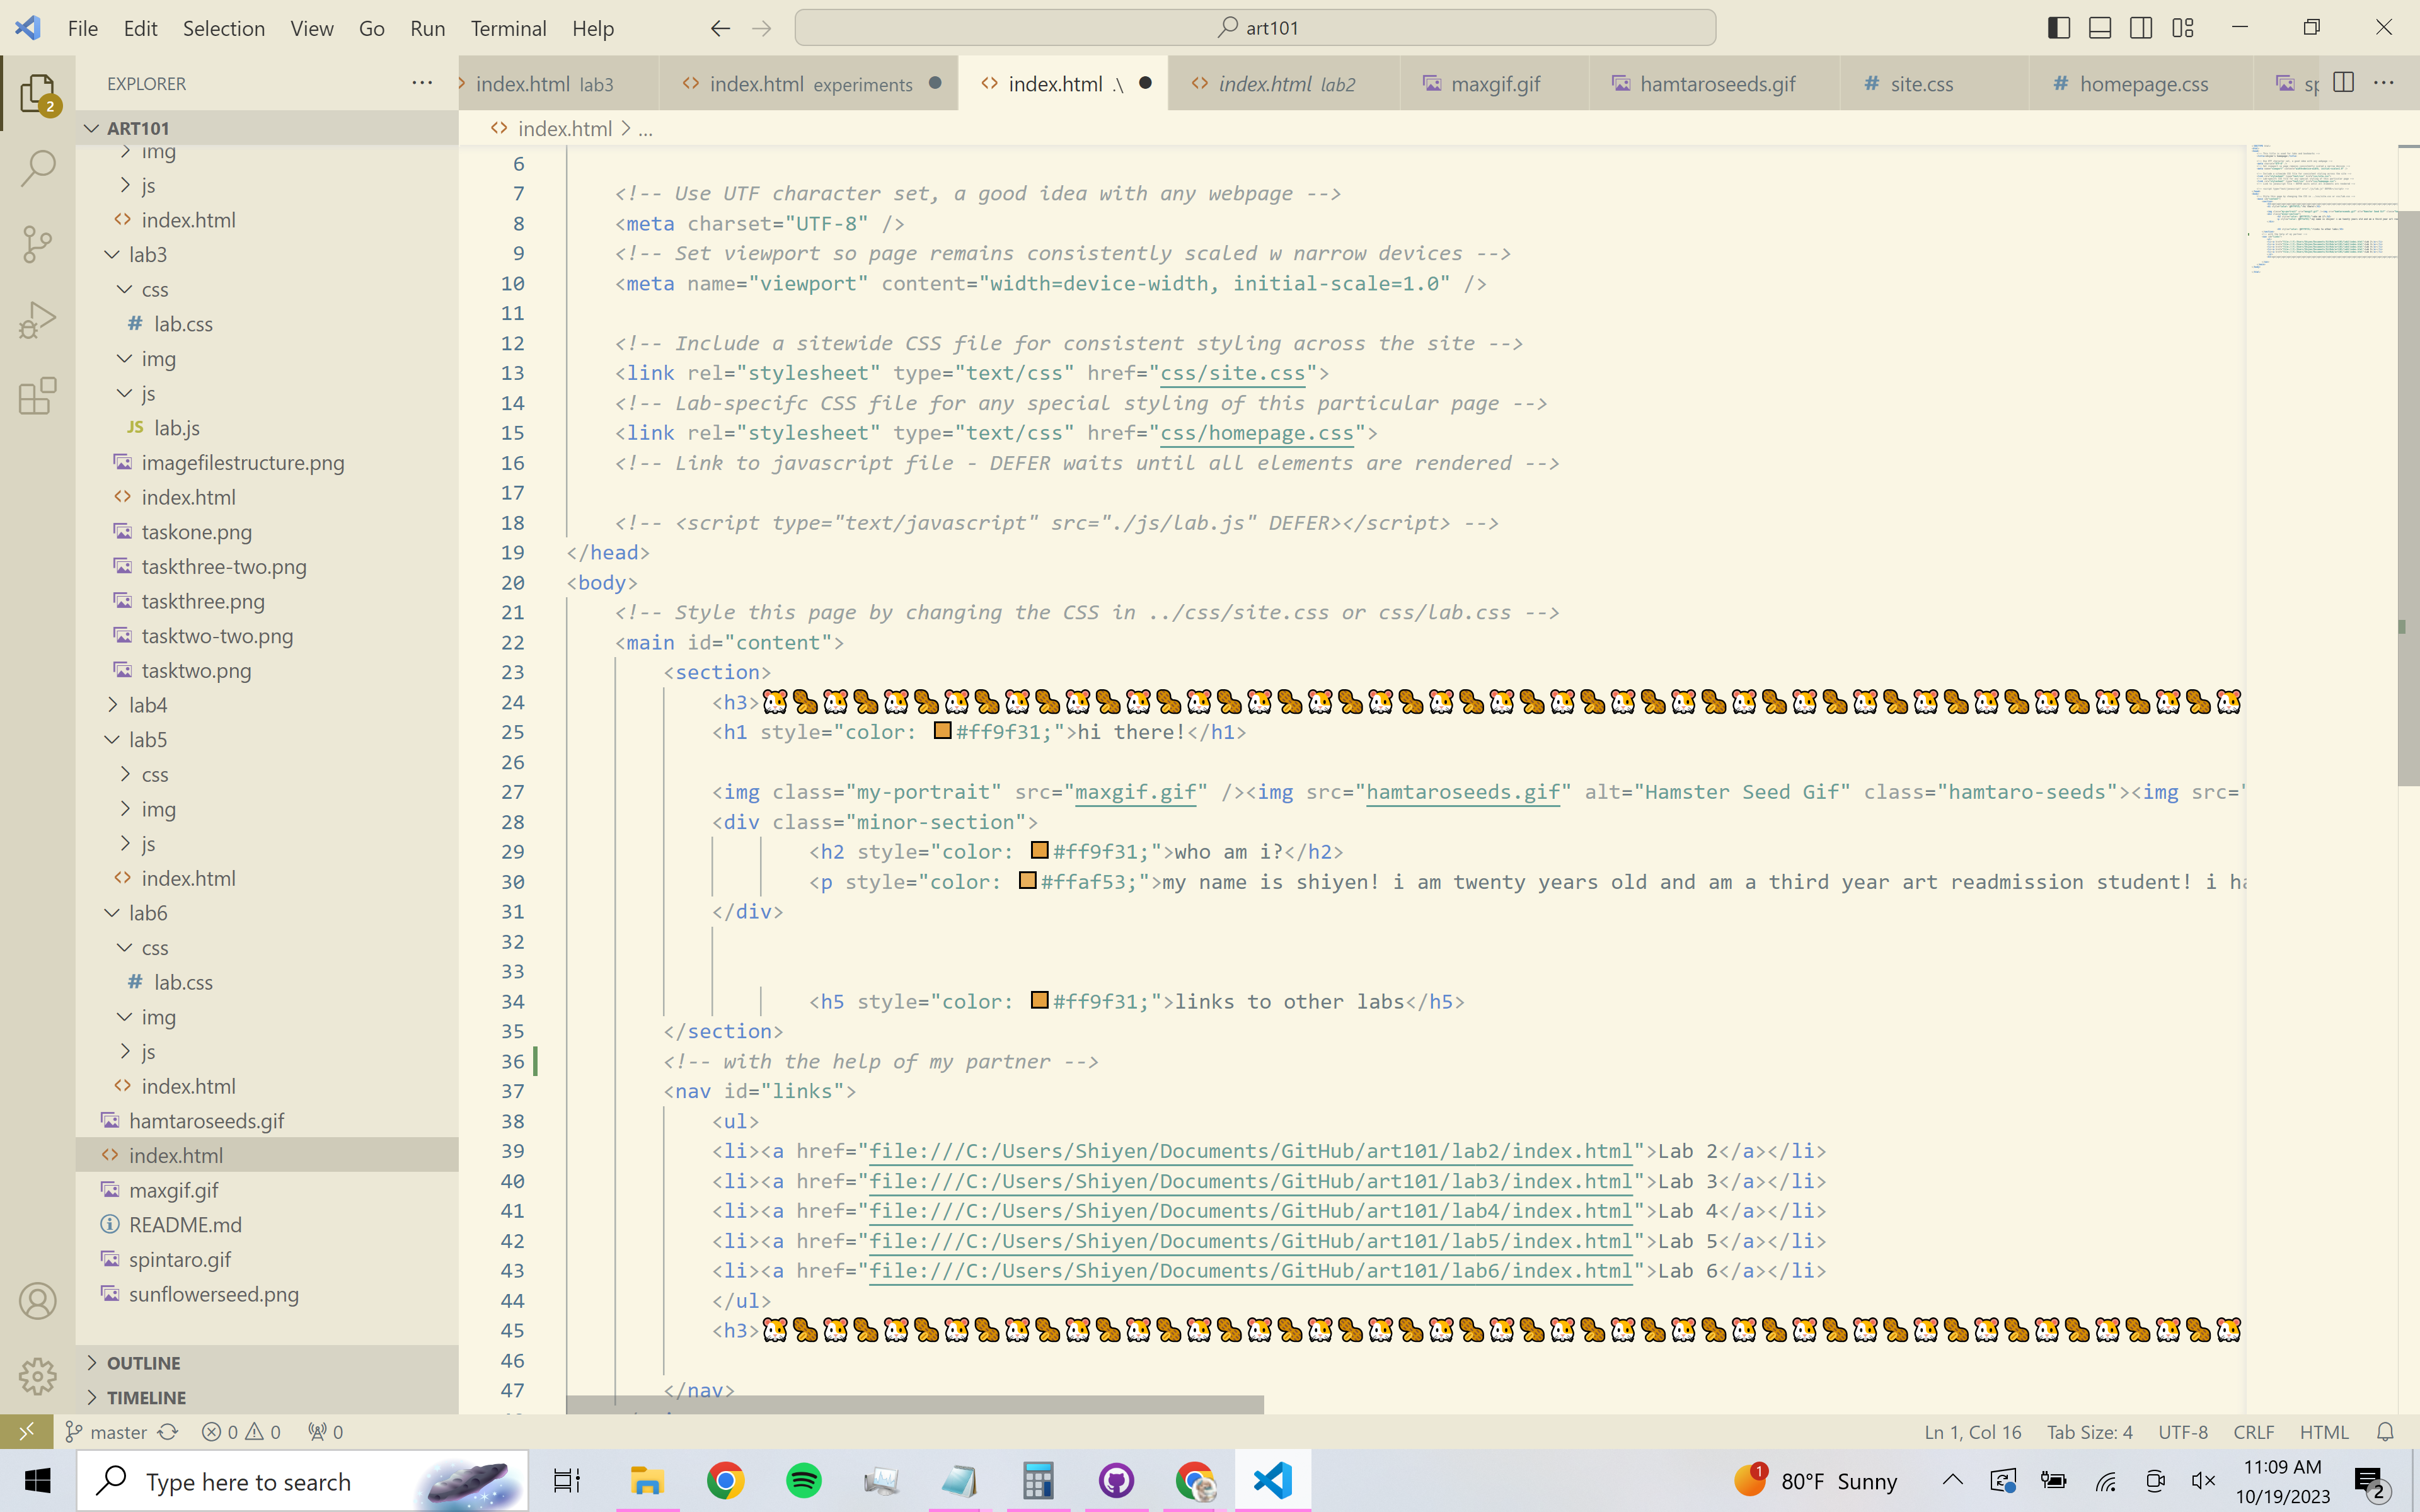 File Edit Selection View Go Run Terminal Help art101
EXPLORER
index.html lab3 index.html experiments index.html .\ index.html lab2 maxgif.gif hamtaroseeds.gif site.css homepage.css
2
ART101
index.html > ...
img
js
index.html
lab3
css
lab.css
img
js
JS lab.js
imagefilestructure.png
index.html
taskone.png
taskthree-two.png
taskthree.png
tasktwo-two.png
tasktwo.png
lab4
lab5
css
img
js
index.html
lab6
css
lab.css
img
js
index.html
hamtaroseeds.gif
index.html
maxgif.gif
README.md
spintaro.gif
sunflowerseed.png
OUTLINE
TIMELINE
6
7 <!-- Use UTF character set, a good idea with any webpage -->
8 <meta charset="UTF-8" />
9 <!-- Set viewport so page remains consistently scaled w narrow devices -->
10 <meta name="viewport" content="width=device-width, initial-scale=1.0" />
11
12 <!-- Include a sitewide CSS file for consistent styling across the site -->
13 <link rel="stylesheet" type="text/css" href="css/site.css">
14 <!-- Lab-specifc CSS file for any special styling of this particular page -->
15 <link rel="stylesheet" type="text/css" href="css/homepage.css">
16 <!-- Link to javascript file - DEFER waits until all elements are rendered -->
17
18 <!-- <script type="text/javascript" src="./js/lab.js" DEFER></script> -->
19 </head>
20 <body>
21 <!-- Style this page by changing the CSS in ../css/site.css or css/lab.css -->
22 <main id="content">
23 <section>
24 <h3>🐹🥜🐹🥜🐹🥜🐹🥜🐹🥜🐹🥜🐹🥜🐹🥜🐹🥜🐹🥜🐹🥜🐹🥜🐹🥜🐹🥜🐹🥜🐹🥜🐹🥜🐹🥜🐹🥜🐹🥜🐹🥜🐹🥜🐹🥜🐹🥜🐹
25 <h1 style="color: #ff9f31;">hi there!</h1>
26
27 <img class="my-portrait" src="maxgif.gif" /><img src="hamtaroseeds.gif" alt="Hamster Seed Gif" class="hamtaro-seeds"><img src="
28 <div class="minor-section">
29 <h2 style="color: #ff9f31;">who am i?</h2>
30 <p style="color: #ffaf53;">my name is shiyen! i am twenty years old and am a third year art readmission student! i
31 </div>
32
33
34 <h5 style="color: #ff9f31;">links to other labs</h5>
35 </section>
36 <!-- with the help of my partner -->
37 <nav id="links">
38 <ul>
39 <li><a href="file:///C:/Users/Shiyen/Documents/GitHub/art101/lab2/index.html">Lab 2</a></li>
40 <li><a href="file:///C:/Users/Shiyen/Documents/GitHub/art101/lab3/index.html">Lab 3</a></li>
41 <li><a href="file:///C:/Users/Shiyen/Documents/GitHub/art101/lab4/index.html">Lab 4</a></li>
42 <li><a href="file:///C:/Users/Shiyen/Documents/GitHub/art101/lab5/index.html">Lab 5</a></li>
43 <li><a href="file:///C:/Users/Shiyen/Documents/GitHub/art101/lab6/index.html">Lab 6</a></li>
44 </ul>
45 <h3>🐹🥜🐹🥜🐹🥜🐹🥜🐹🥜🐹🥜🐹🥜🐹🥜🐹🥜🐹🥜🐹🥜🐹🥜🐹🥜🐹🥜🐹🥜🐹🥜🐹🥜🐹🥜🐹🥜🐹🥜🐹🥜🐹🥜🐹🥜🐹🥜🐹
46
47 </nav>
master 0 0 0 Ln 1, Col 16 Tab Size: 4 UTF-8 CRLF HTML
Type here to search 1 80°F Sunny 11:09 AM
10/19/2023 2